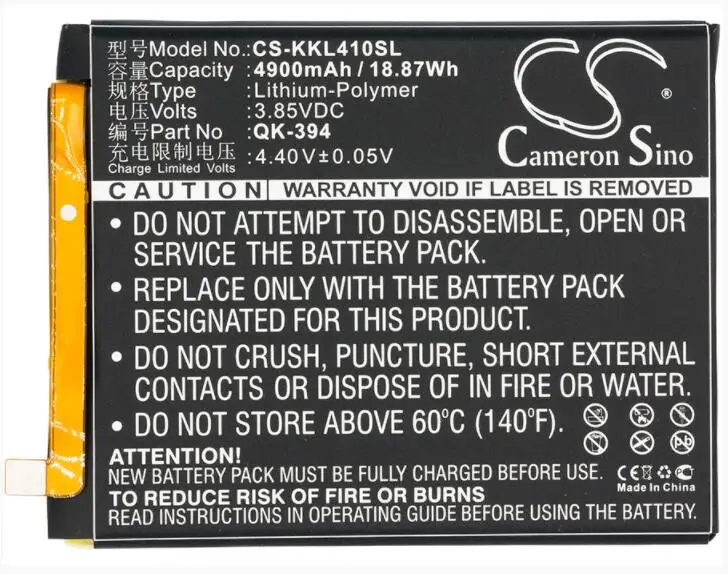 型号Model No.:CS-KKL410SL
容量Capacity :4900mAh / 18.87Wh
规格Type :Lithium-Polymer
电压Volts :3.85VDC
编号Part No :QK-394
充电限制电压 :4.40V±0.05V
Charge Limited Volts
CS ®
Cameron Sino
CAUTION WARRANTY VOID IF LABEL IS REMOVED
• DO NOT ATTEMPT TO DISASSEMBLE, OPEN OR
SERVICE THE BATTERY PACK.
• REPLACE ONLY WITH THE BATTERY PACK
DESIGNATED FOR THIS PRODUCT.
• DO NOT CRUSH, PUNCTURE, SHORT EXTERNAL
CONTACTS OR DISPOSE OF IN FIRE OR WATER.
• DO NOT STORE ABOVE 60°C (140°F).
Pb
ATTENTION!
NEW BATTERY PACK MUST BE FULLY CHARGED BEFORE USE.
TO REDUCE RISK OF FIRE OR BURNS
READ INSTRUCTIONS IN OPERATING GUIDE BEFORE USING BATTERY.
CE
Made In China